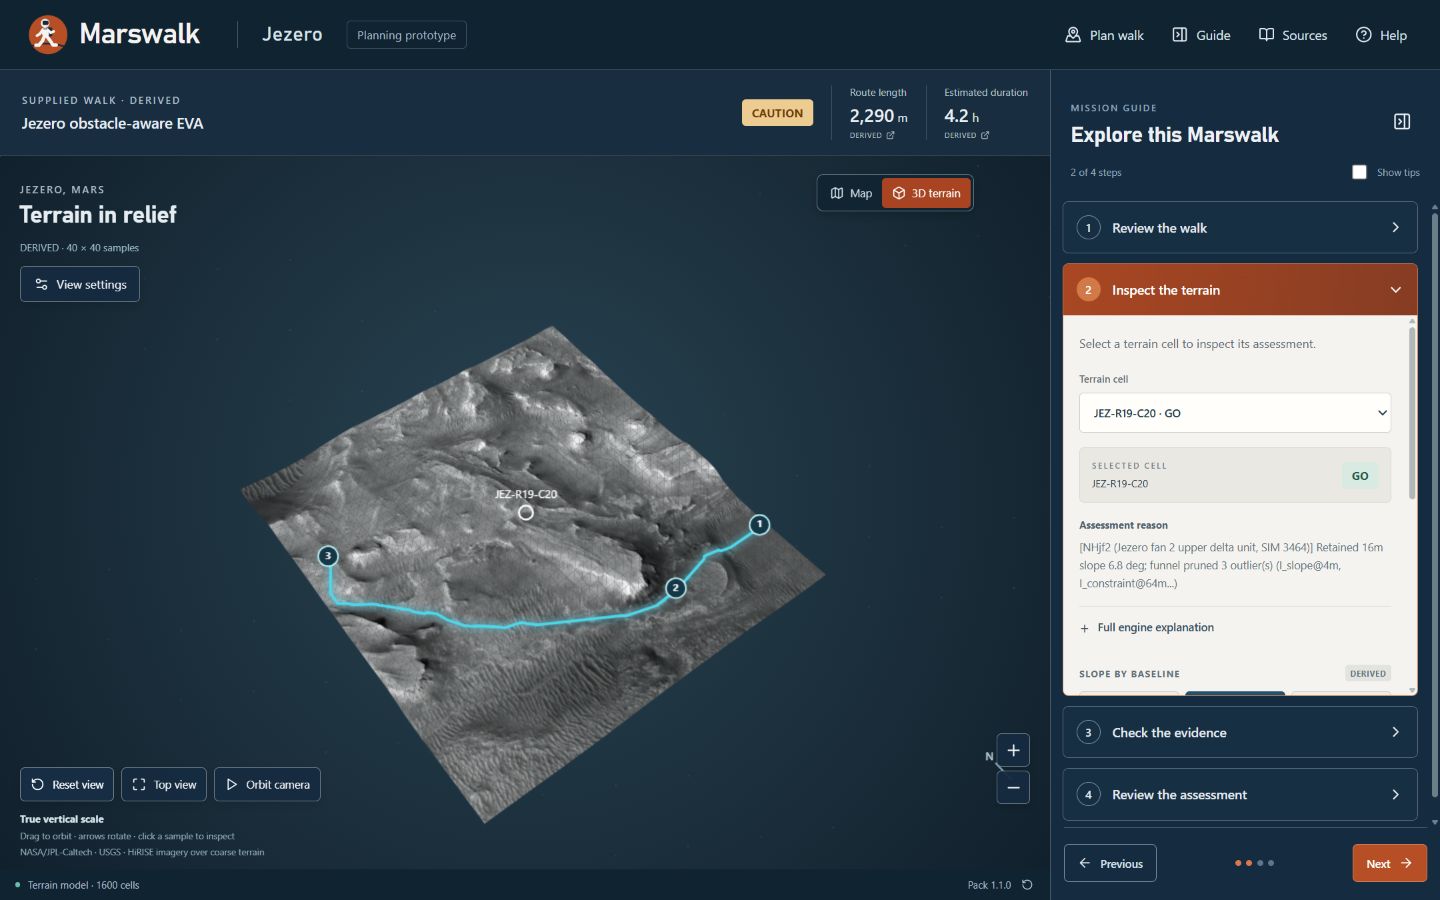 Marswalk
Jezero
Planning prototype
Plan walk
Guide
Sources
Help
SUPPLIED WALK · DERIVED
Jezero obstacle-aware EVA
CAUTION
Route length
2,290 m
DERIVED
Estimated duration
4.2 h
DERIVED
JEZERO, MARS
Terrain in relief
DERIVED · 40 × 40 samples
View settings
Map
3D terrain
JEZ-R19-C20
1
2
3
N
+
−
Reset view
Top view
Orbit camera
True vertical scale
Drag to orbit · arrows rotate · click a sample to inspect
NASA/JPL-Caltech · USGS · HiRISE imagery over coarse terrain
Terrain model · 1600 cells
Pack 1.1.0
MISSION GUIDE
Explore this Marswalk
2 of 4 steps
Show tips
1 Review the walk
2 Inspect the terrain
Select a terrain cell to inspect its assessment.
Terrain cell
JEZ-R19-C20 · GO
SELECTED CELL
JEZ-R19-C20
GO
Assessment reason
[NHjf2 (Jezero fan 2 upper delta unit, SIM 3464)] Retained 16m
slope 6.8 deg; funnel pruned 3 outlier(s) (l_slope@4m,
l_constraint@64m...)
+ Full engine explanation
SLOPE BY BASELINE
DERIVED
3 Check the evidence
4 Review the assessment
Previous
Next